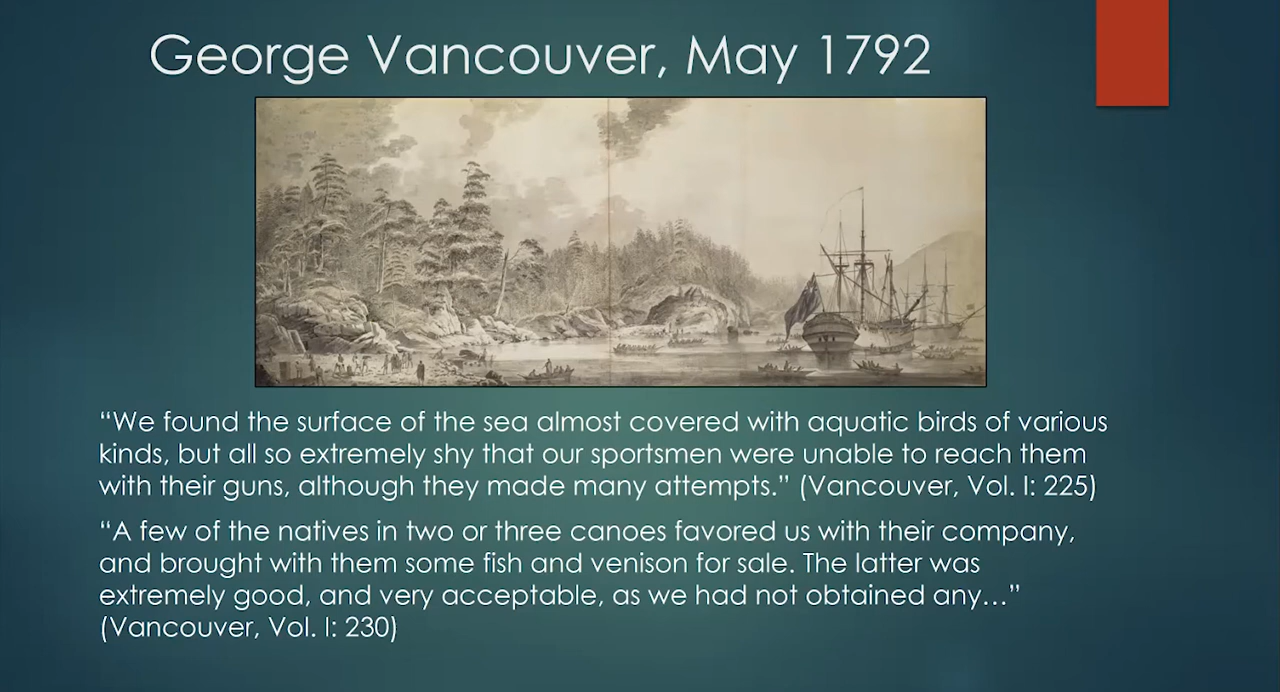 George Vancouver, May 1792
“We found the surface of the sea almost covered with aquatic birds of various
kinds, but all so extremely shy that our sportsmen were unable to reach them
with their guns, although they made many attempts.” (Vancouver, Vol. I: 225)
“A few of the natives in two or three canoes favored us with their company,
and brought with them some fish and venison for sale. The latter was
extremely good, and very acceptable, as we had not obtained any…”
(Vancouver, Vol. I: 230)